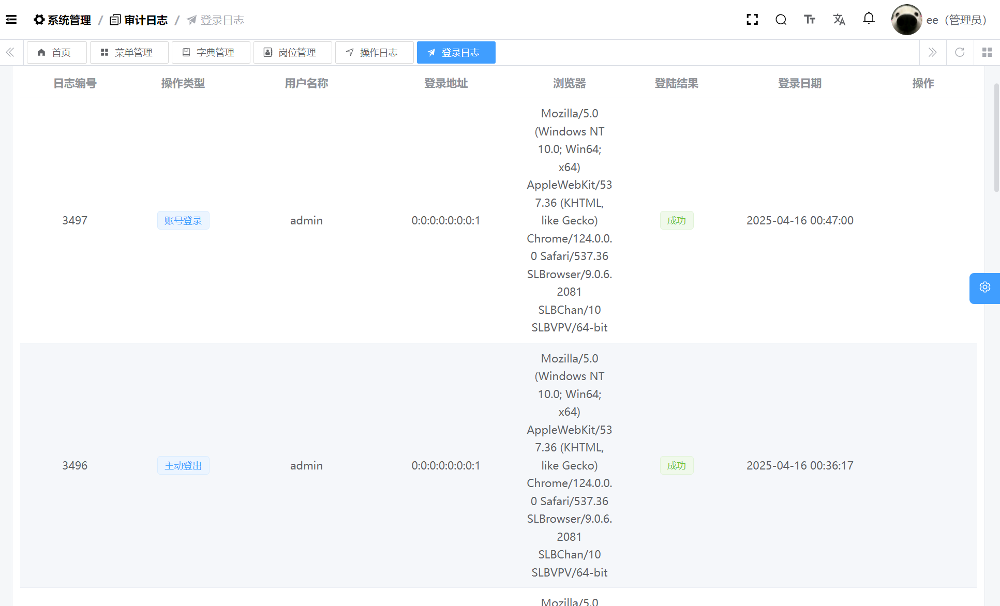 系统管理 / 审计日志 / 登录日志
ee（管理员）
首页
菜单管理
字典管理
岗位管理
操作日志
登录日志
日志编号
操作类型
用户名称
登录地址
浏览器
登陆结果
登录日期
操作
3497
账号登录
admin
0:0:0:0:0:0:0:1
Mozilla/5.0
(Windows NT
10.0; Win64;
x64)
AppleWebKit/53
7.36 (KHTML,
like Gecko)
Chrome/124.0.0.
0 Safari/537.36
SLBrowser/9.0.6.
2081
SLBChan/10
SLBVPV/64-bit
成功
2025-04-16 00:47:00
3496
主动登出
admin
0:0:0:0:0:0:0:1
Mozilla/5.0
(Windows NT
10.0; Win64;
x64)
AppleWebKit/53
7.36 (KHTML,
like Gecko)
Chrome/124.0.0.
0 Safari/537.36
SLBrowser/9.0.6.
2081
SLBChan/10
SLBVPV/64-bit
成功
2025-04-16 00:36:17
Mozilla/5.0